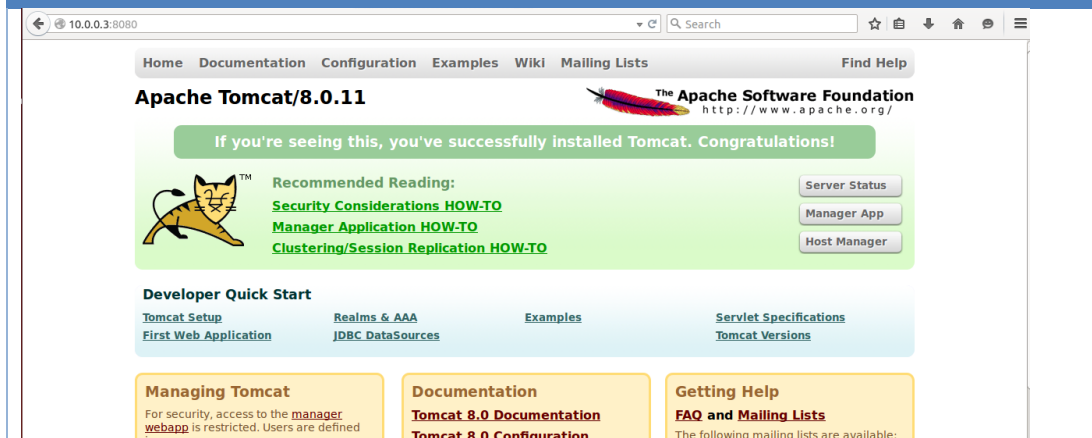 10.0.0.3:8080
Search
Home Documentation Configuration Examples Wiki Mailing Lists Find Help
Apache Tomcat/8.0.11
The Apache Software Foundation
http://www.apache.org/
If you're seeing this, you've successfully installed Tomcat. Congratulations!
TM
Recommended Reading:
Security Considerations HOW-TO
Manager Application HOW-TO
Clustering/Session Replication HOW-TO
Server Status
Manager App
Host Manager
Developer Quick Start
Tomcat Setup
First Web Application
Realms & AAA
JDBC DataSources
Examples
Servlet Specifications
Tomcat Versions
Managing Tomcat
For security, access to the manager
webapp is restricted. Users are defined
Documentation
Tomcat 8.0 Documentation
Tomcat 8.0 Configuration
Getting Help
FAQ and Mailing Lists
The following mailing lists are available: